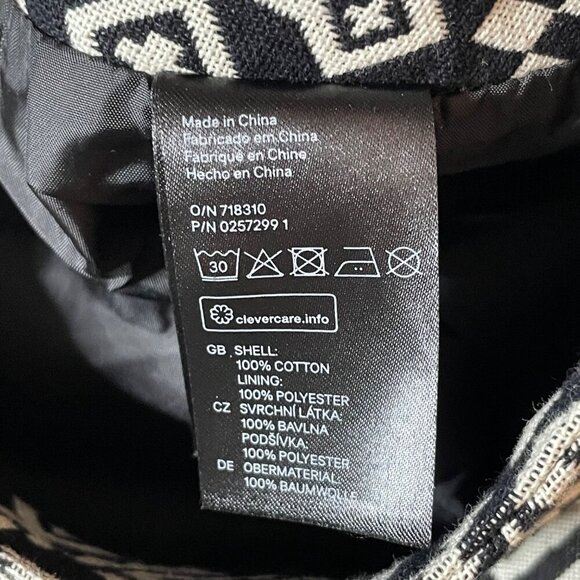 Made in China
Fabricado em China
Fabriqué en Chine
Hecho en China
O/N 718310
P/N 0257299 1
30
clevercare.info
GB SHELL:
100% COTTON
LINING:
100% POLYESTER
CZ SVRCHNÍ LÁTKA:
100% BAVLNA
PODŠÍVKA:
100% POLYESTER
DE OBERMATERIAL:
100% BAUMWOLLE